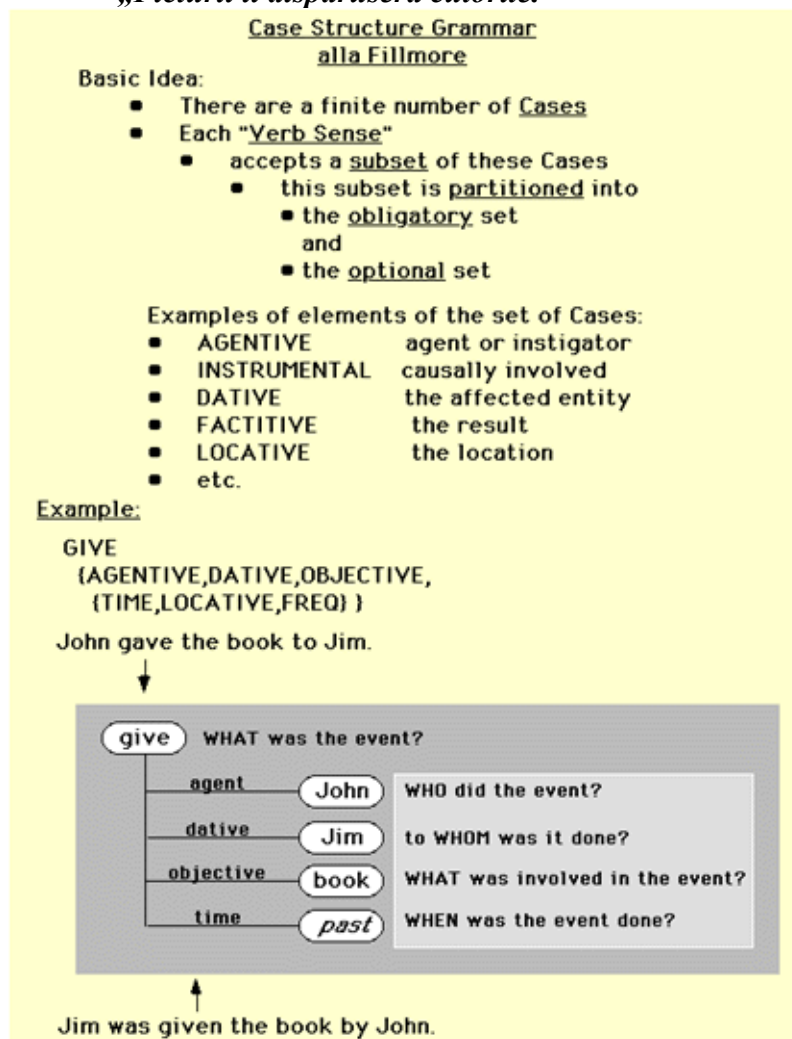 Case Structure Grammar
alla Fillmore
Basic Idea:
There are a finite number of Cases
Each "Verb Sense"
accepts a subset of these Cases
this subset is partitioned into
the obligatory set
and
the optional set
Examples of elements of the set of Cases:
AGENTIVE agent or instigator
INSTRUMENTAL causally involved
DATIVE the affected entity
FACTITIVE the result
LOCATIVE the location
etc.
Example:
GIVE
{AGENTIVE,DATIVE,OBJECTIVE,
{TIME,LOCATIVE,FREQ} }
John gave the book to Jim.
give WHAT was the event?
agent John WHO did the event?
dative Jim to WHOM was it done?
objective book WHAT was involved in the event?
time past WHEN was the event done?
Jim was given the book by John.